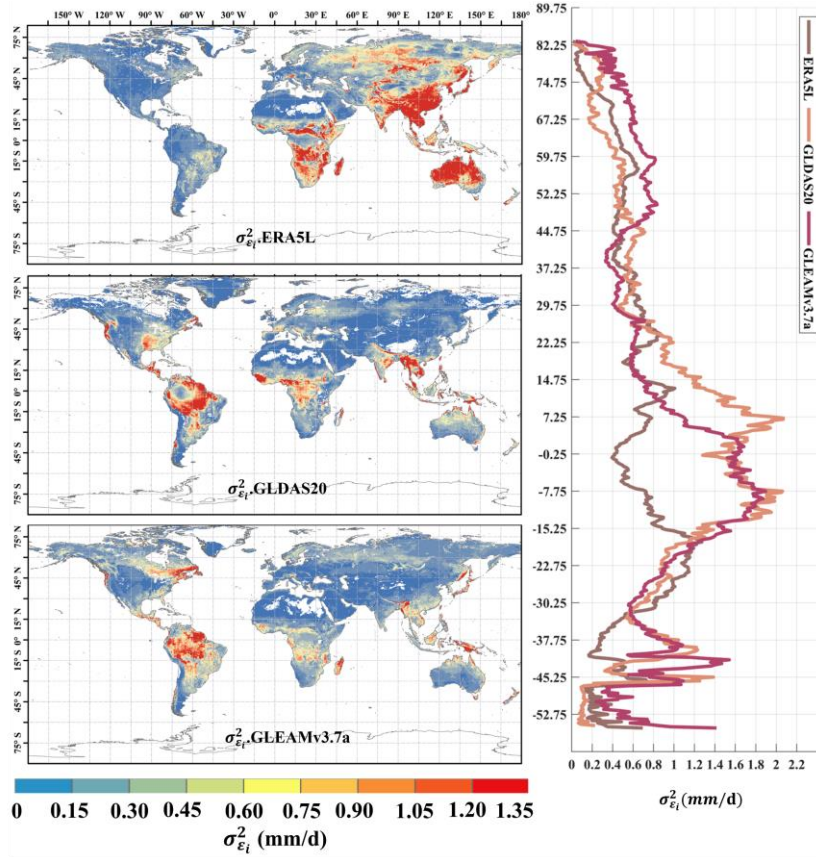 150°W 120°W 90°W 60°W 30°W 0° 30°E 60°E 90°E 120°E 150°E 180°
75° N
45°N
15°N
15°S
45°S
75°S
σ²εᵢ.ERA5L
75° N
45°N
15°N
0°
15°S
45°S
75°S
σ²εᵢ.GLDAS20
75° N
45°N
15°N
0°
15°S
45°S
75°S
σ²εᵢ.GLEAMv3.7a
0 0.15 0.30 0.45 0.60 0.75 0.90 1.05 1.20 1.35
σ²εᵢ (mm/d)
89.75
82.25
74.75
67.25
59.75
52.25
44.75
37.25
29.75
22.25
14.75
7.25
-0.25
-7.75
-15.25
-22.75
-30.25
-37.75
-45.25
-52.75
0 0.2 0.4 0.6 0.8 1 1.2 1.4 1.6 1.8 2 2.2
σ²εᵢ(mm/d)
ERA5L
GLDAS20
GLEAMv3.7a